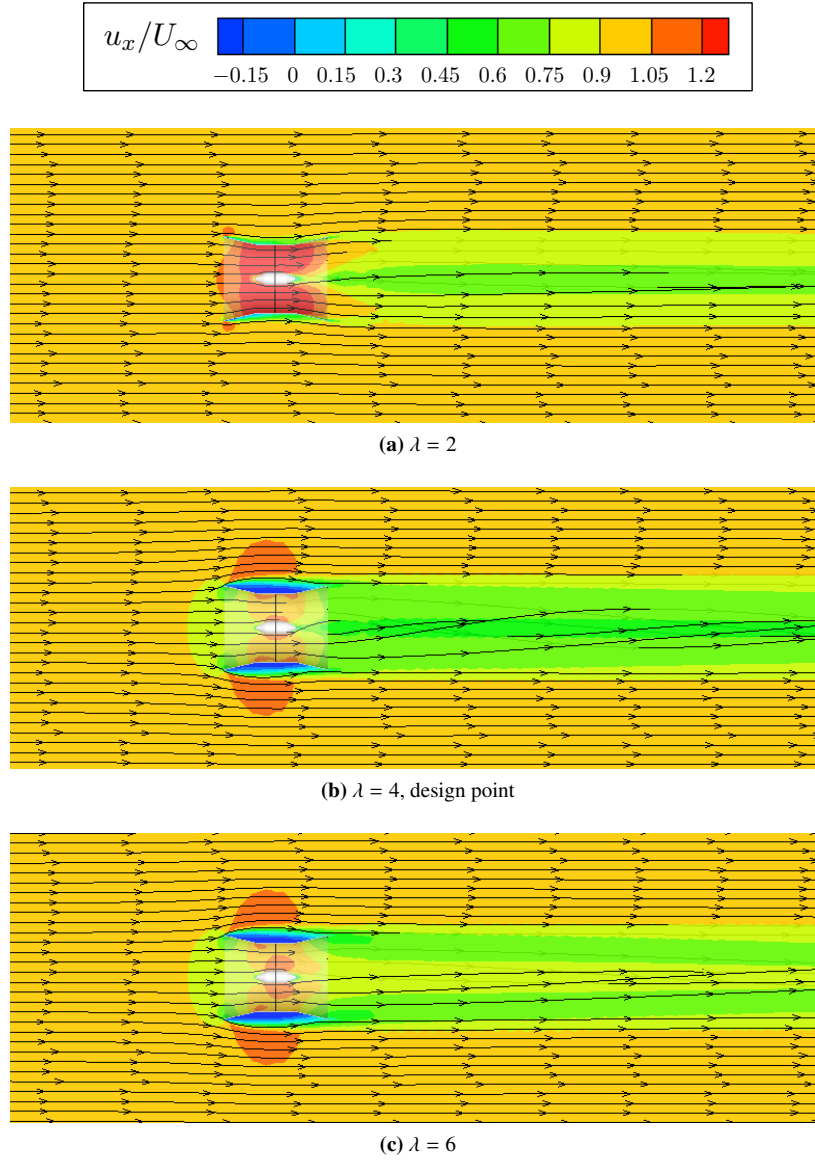 u_x/U_∞
−0.15 0 0.15 0.3 0.45 0.6 0.75 0.9 1.05 1.2
(a) λ = 2
(b) λ = 4, design point
(c) λ = 6